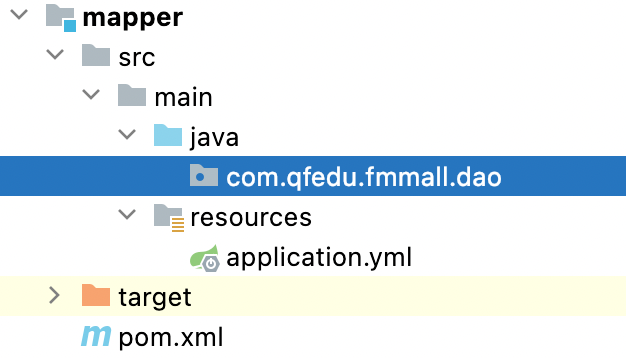 mapper
src
main
java
com.qfedu.fmmall.dao
resources
application.yml
target
m pom.xml